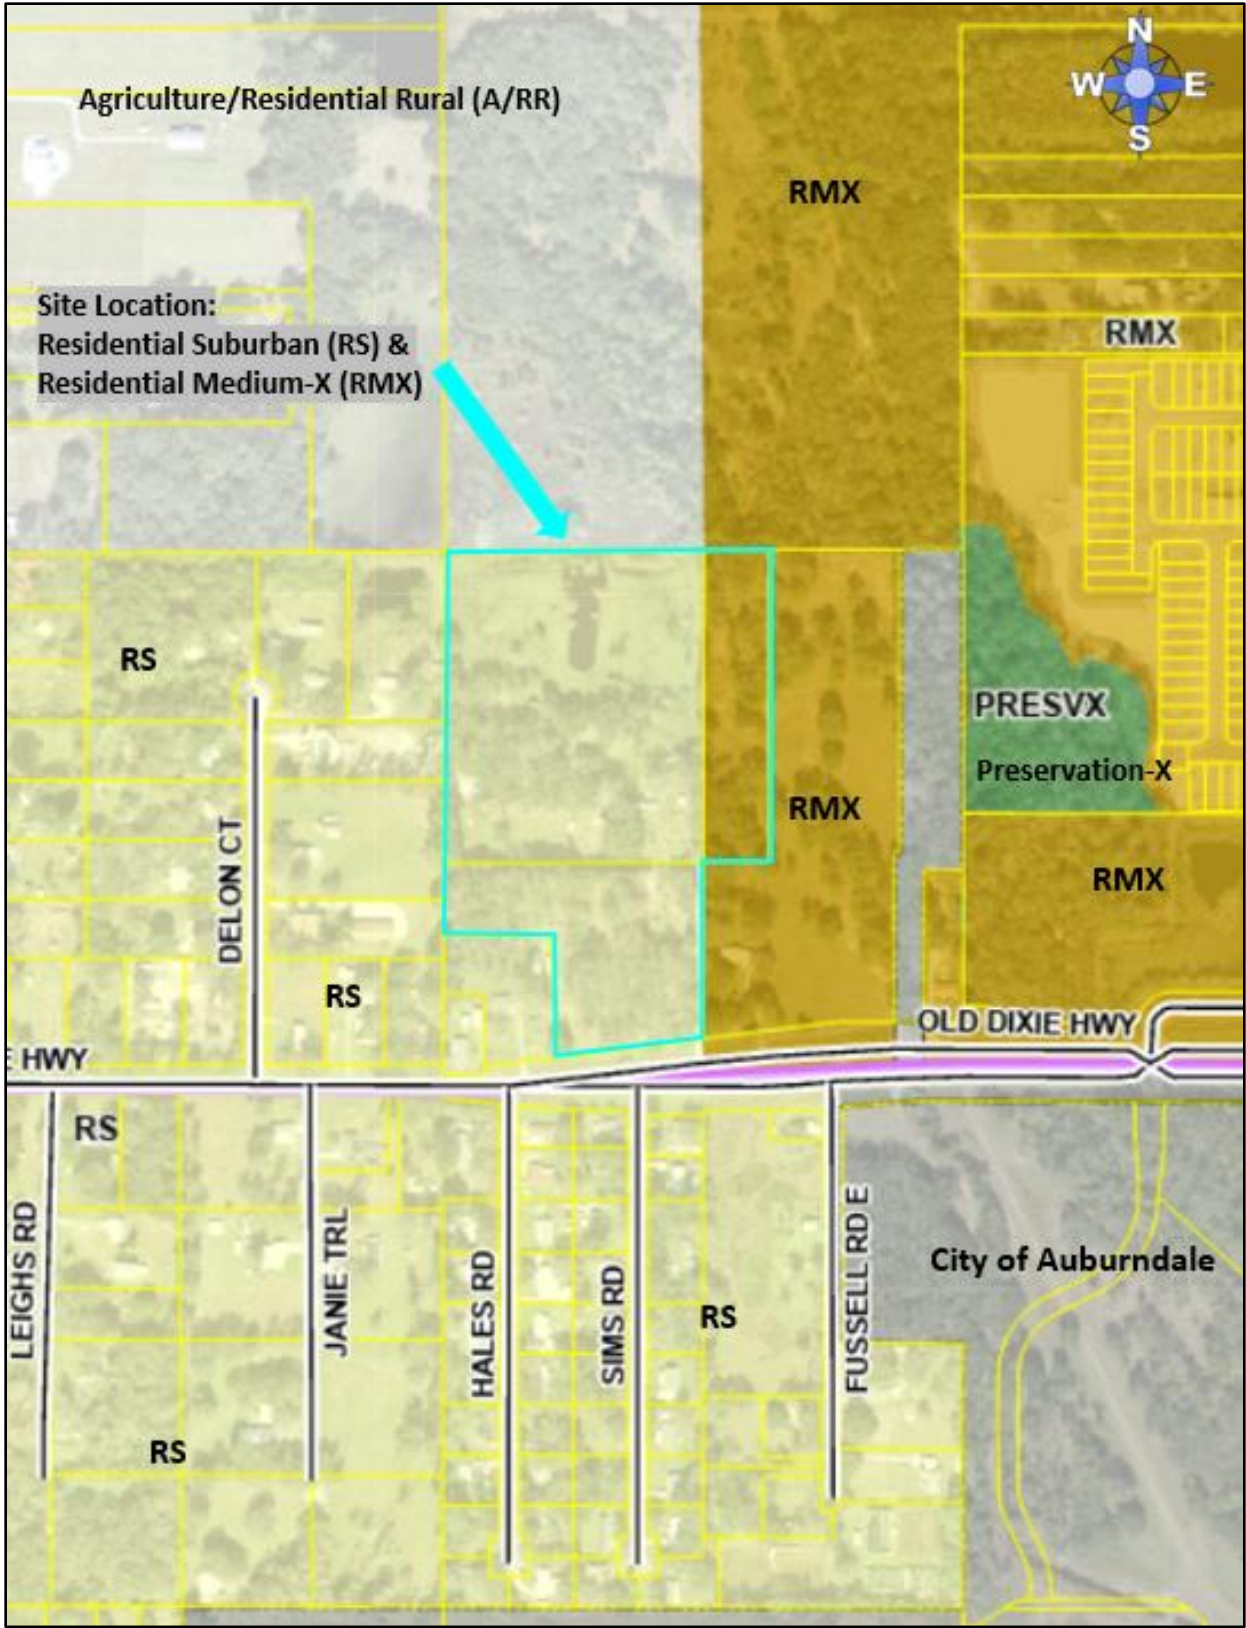 N
W E
S
Agriculture/Residential Rural (A/RR)
RMX
Site Location:
Residential Suburban (RS) &
Residential Medium-X (RMX)
RMX
RS
PRESVX
Preservation-X
RMX
DELON CT
RMX
RS
OLD DIXIE HWY
E HWY
RS
LEIGHS RD
JANIE TRL
HALES RD
SIMS RD
RS
FUSSELL RD E
City of Auburndale
RS